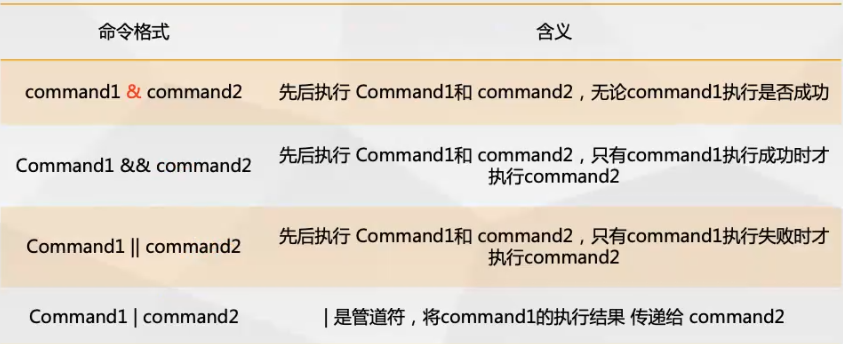 命令格式 含义
command1 & command2 先后执行 Command1和 command2，无论command1执行是否成功
Command1 && command2 先后执行 Command1和 command2，只有command1执行成功时才
执行command2
Command1 || command2 先后执行 Command1和 command2，只有command1执行失败时才
执行command2
Command1 | command2 | 是管道符，将command1的执行结果 传递给 command2